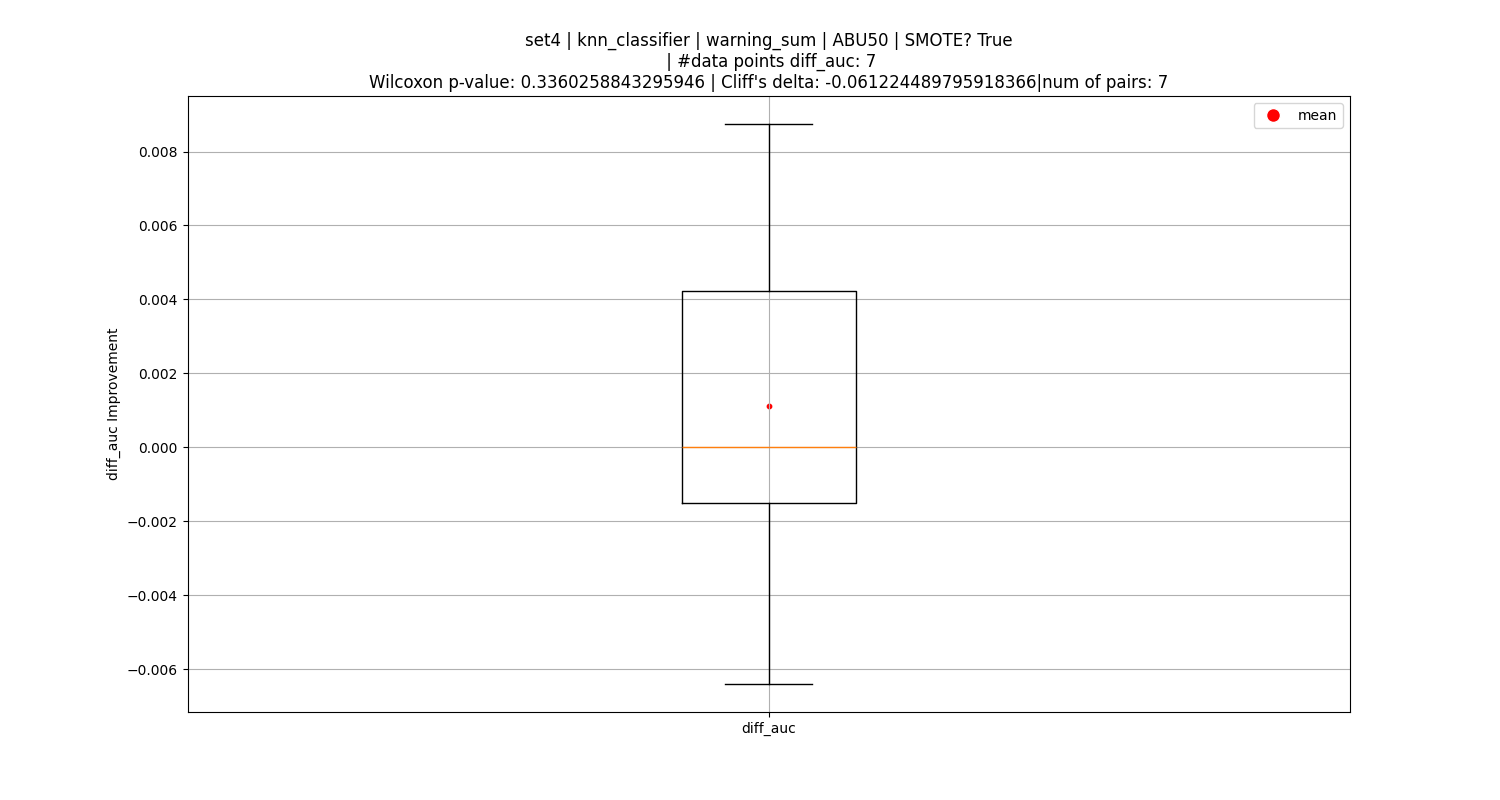 set4 | knn_classifier | warning_sum | ABU50 | SMOTE? True
| #data points diff_auc: 7
Wilcoxon p-value: 0.3360258843295946 | Cliff's delta: -0.061224489795918366|num of pairs: 7
mean
0.008
0.006
0.004
0.002
0.000
−0.002
−0.004
−0.006
diff_auc Improvement
diff_auc